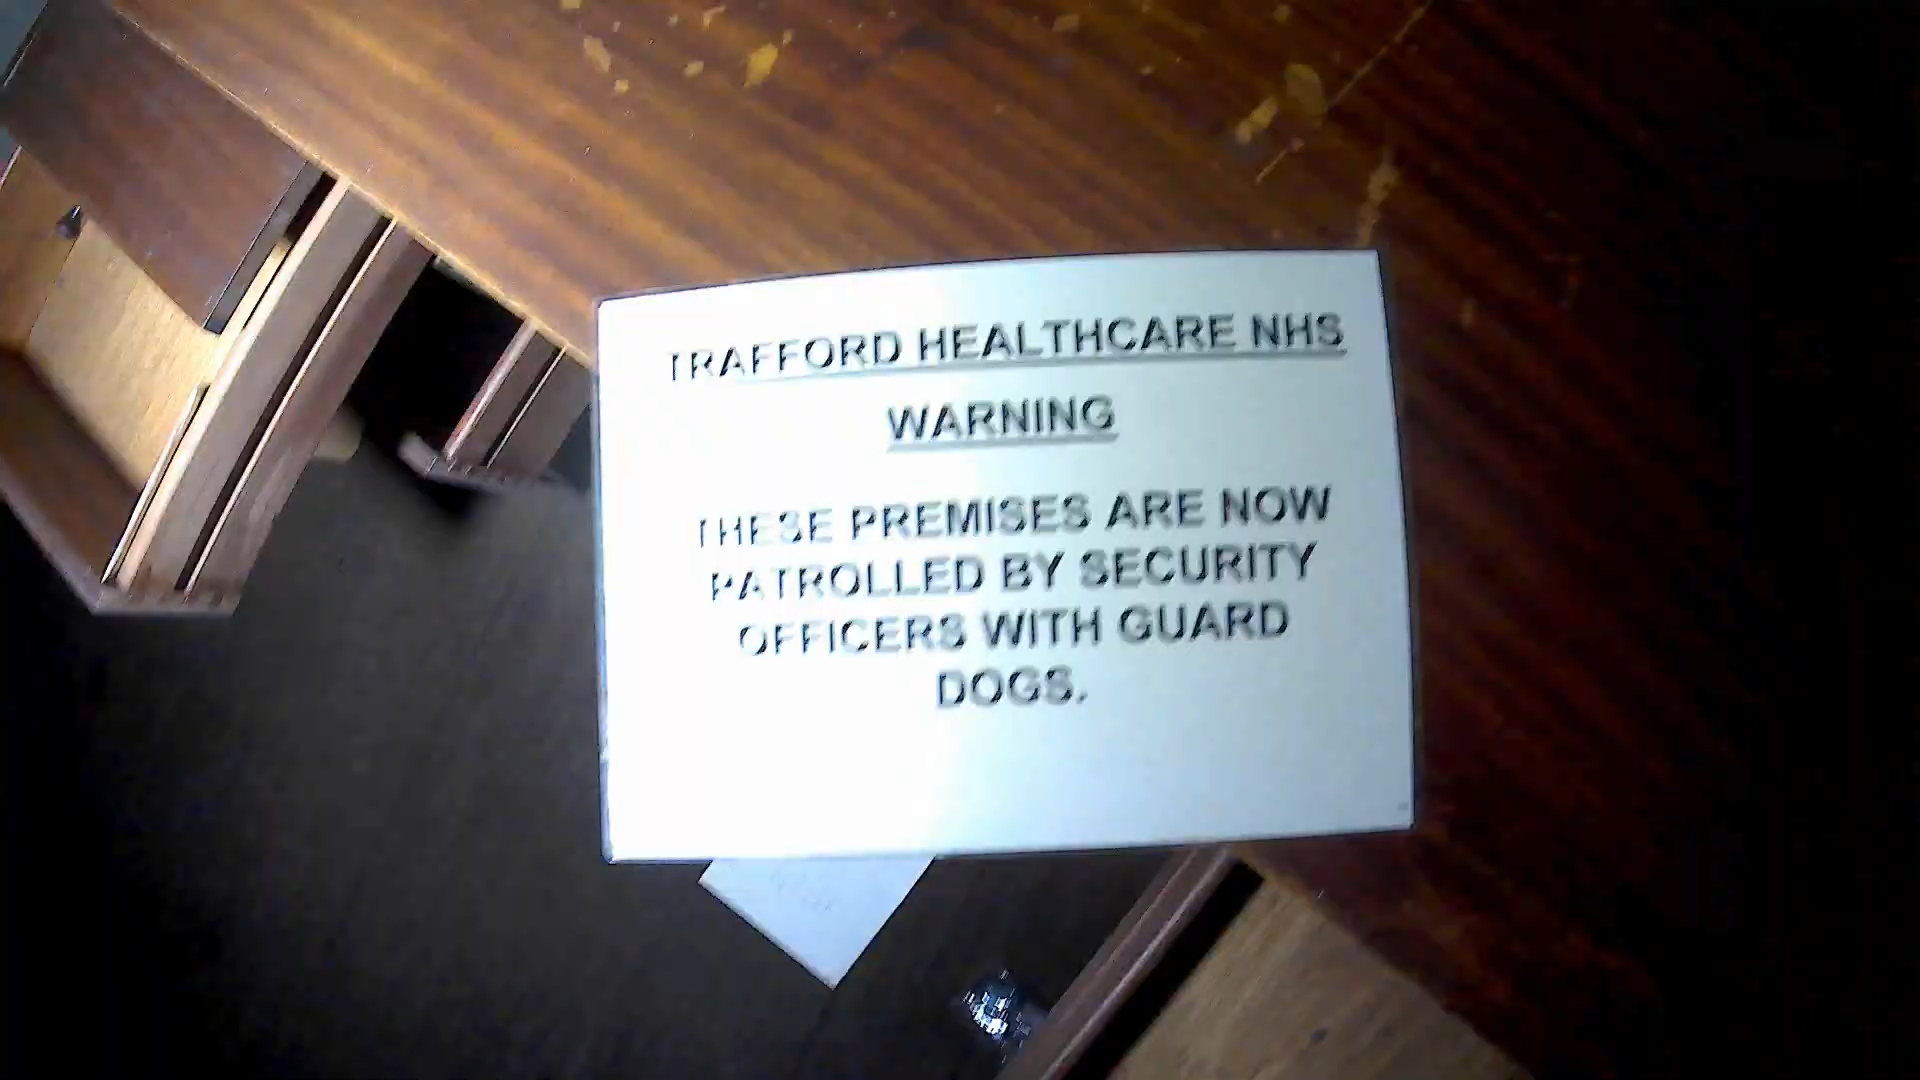 TRAFFORD HEALTHCARE NHS
WARNING
THESE PREMISES ARE NOW
PATROLLED BY SECURITY
OFFICERS WITH GUARD
DOGS.